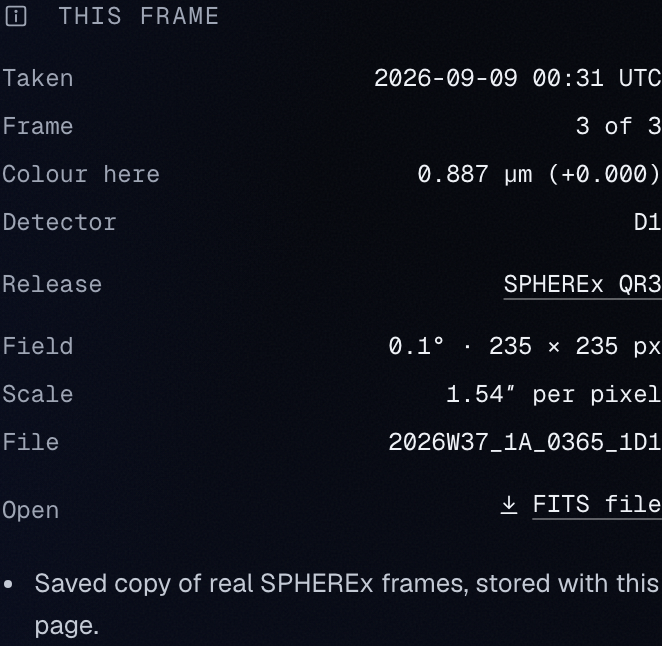 THIS FRAME
Taken 2026-09-09 00:31 UTC
Frame 3 of 3
Colour here 0.887 µm (+0.000)
Detector D1
Release SPHEREx QR3
Field 0.1° · 235 × 235 px
Scale 1.54″ per pixel
File 2026W37_1A_0365_1D1
Open FITS file
• Saved copy of real SPHEREx frames, stored with this
page.